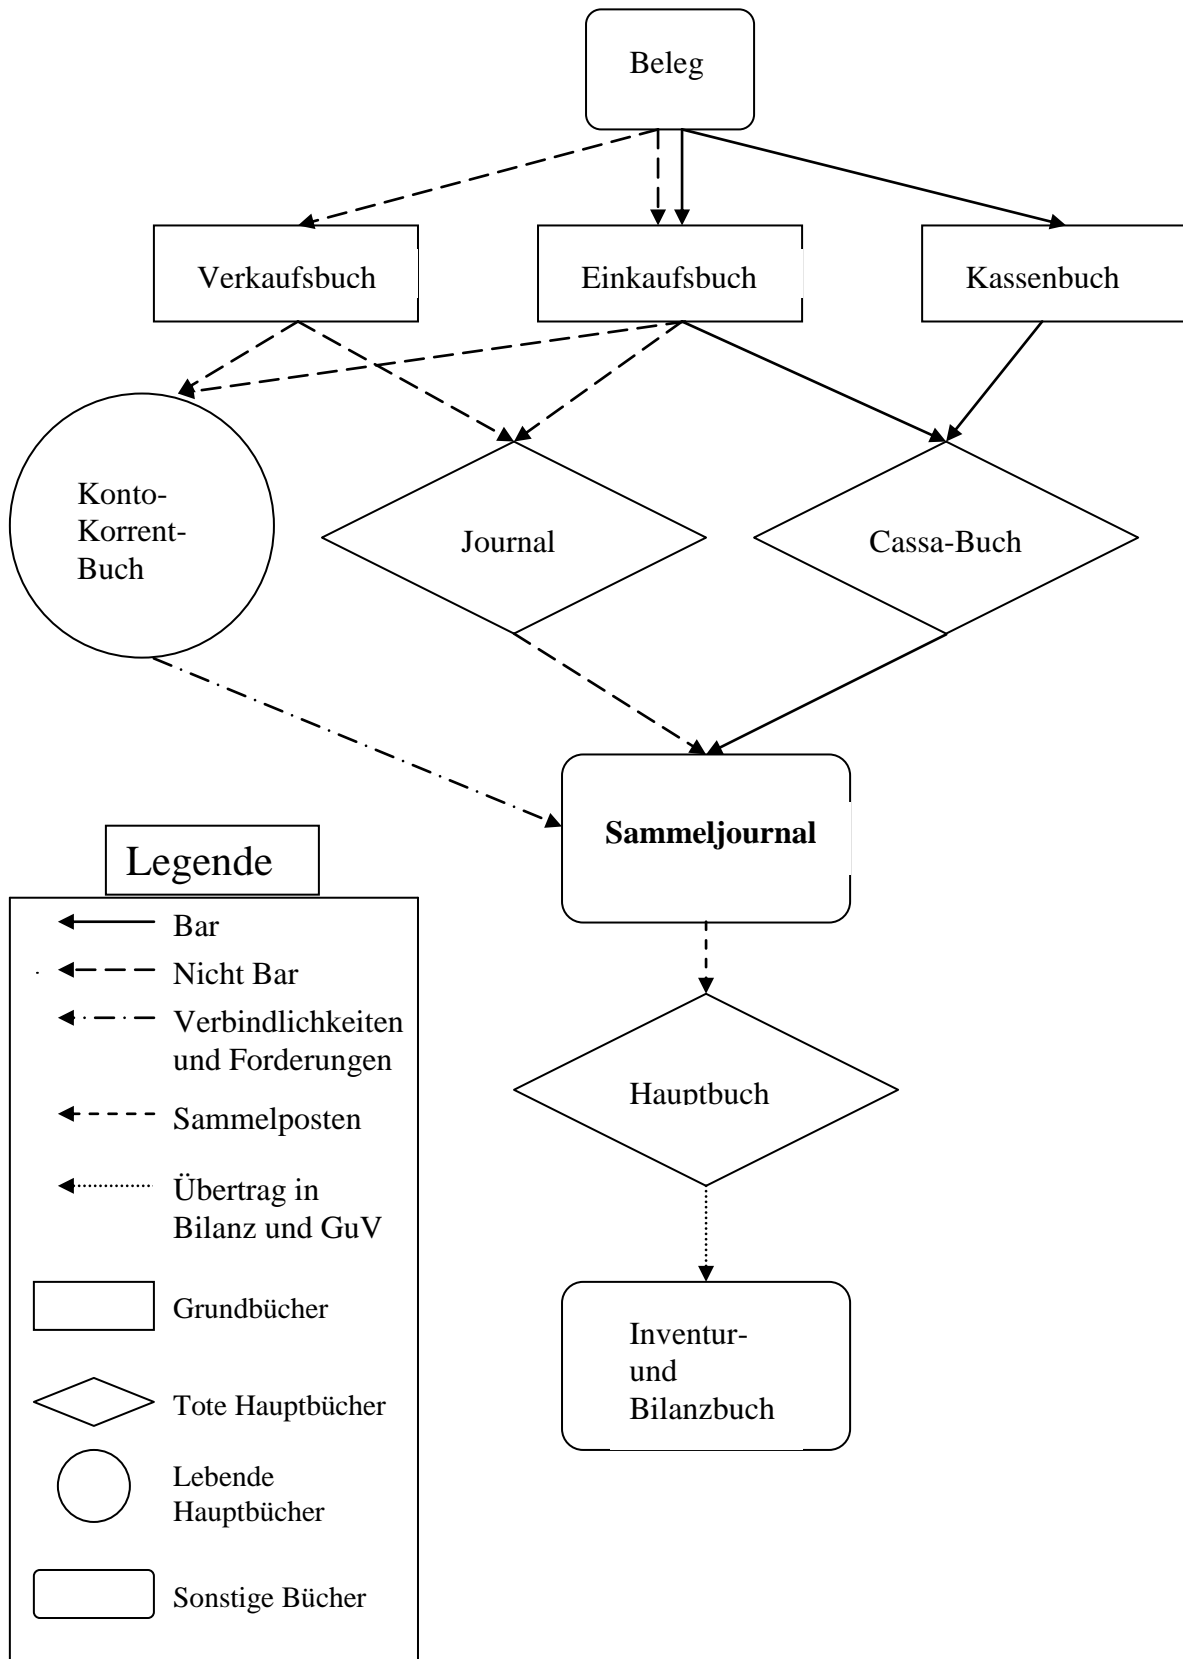 Beleg
Verkaufsbuch
Einkaufsbuch
Kassenbuch
Konto-
Korrent-
Buch
Journal
Cassa-Buch
Sammeljournal
Hauptbuch
Inventur-
und
Bilanzbuch
Legende
Bar
Nicht Bar
Verbindlichkeiten
und Forderungen
Sammelposten
Übertrag in
Bilanz und GuV
Grundbücher
Tote Hauptbücher
Lebende
Hauptbücher
Sonstige Bücher